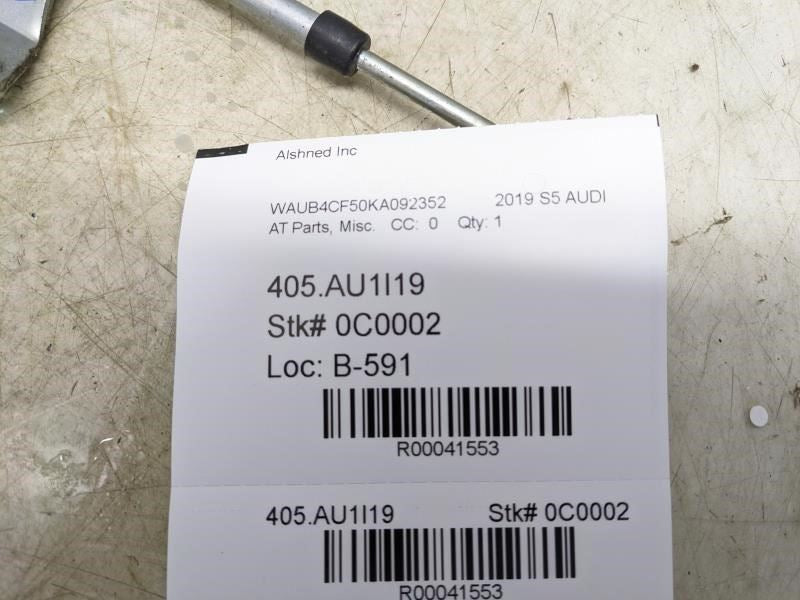 Alshned Inc
WAUB4CF50KA092352 2019 S5 AUDI
AT Parts, Misc. CC: 0 Qty: 1
405.AU1I19
Stk# 0C0002
Loc: B-591
R00041553
405.AU1I19 Stk# 0C0002
R00041553